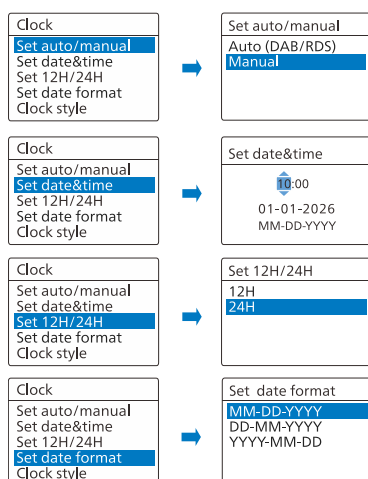 Clock
Set auto/manual
Set date&time
Set 12H/24H
Set date format
Clock style
Set auto/manual
Auto (DAB/RDS)
Manual
Clock
Set auto/manual
Set date&time
Set 12H/24H
Set date format
Clock style
Set date&time
10:00
01-01-2026
MM-DD-YYYY
Clock
Set auto/manual
Set date&time
Set 12H/24H
Set date format
Clock style
Set 12H/24H
12H
24H
Clock
Set auto/manual
Set date&time
Set 12H/24H
Set date format
Clock style
Set date format
MM-DD-YYYY
DD-MM-YYYY
YYYY-MM-DD